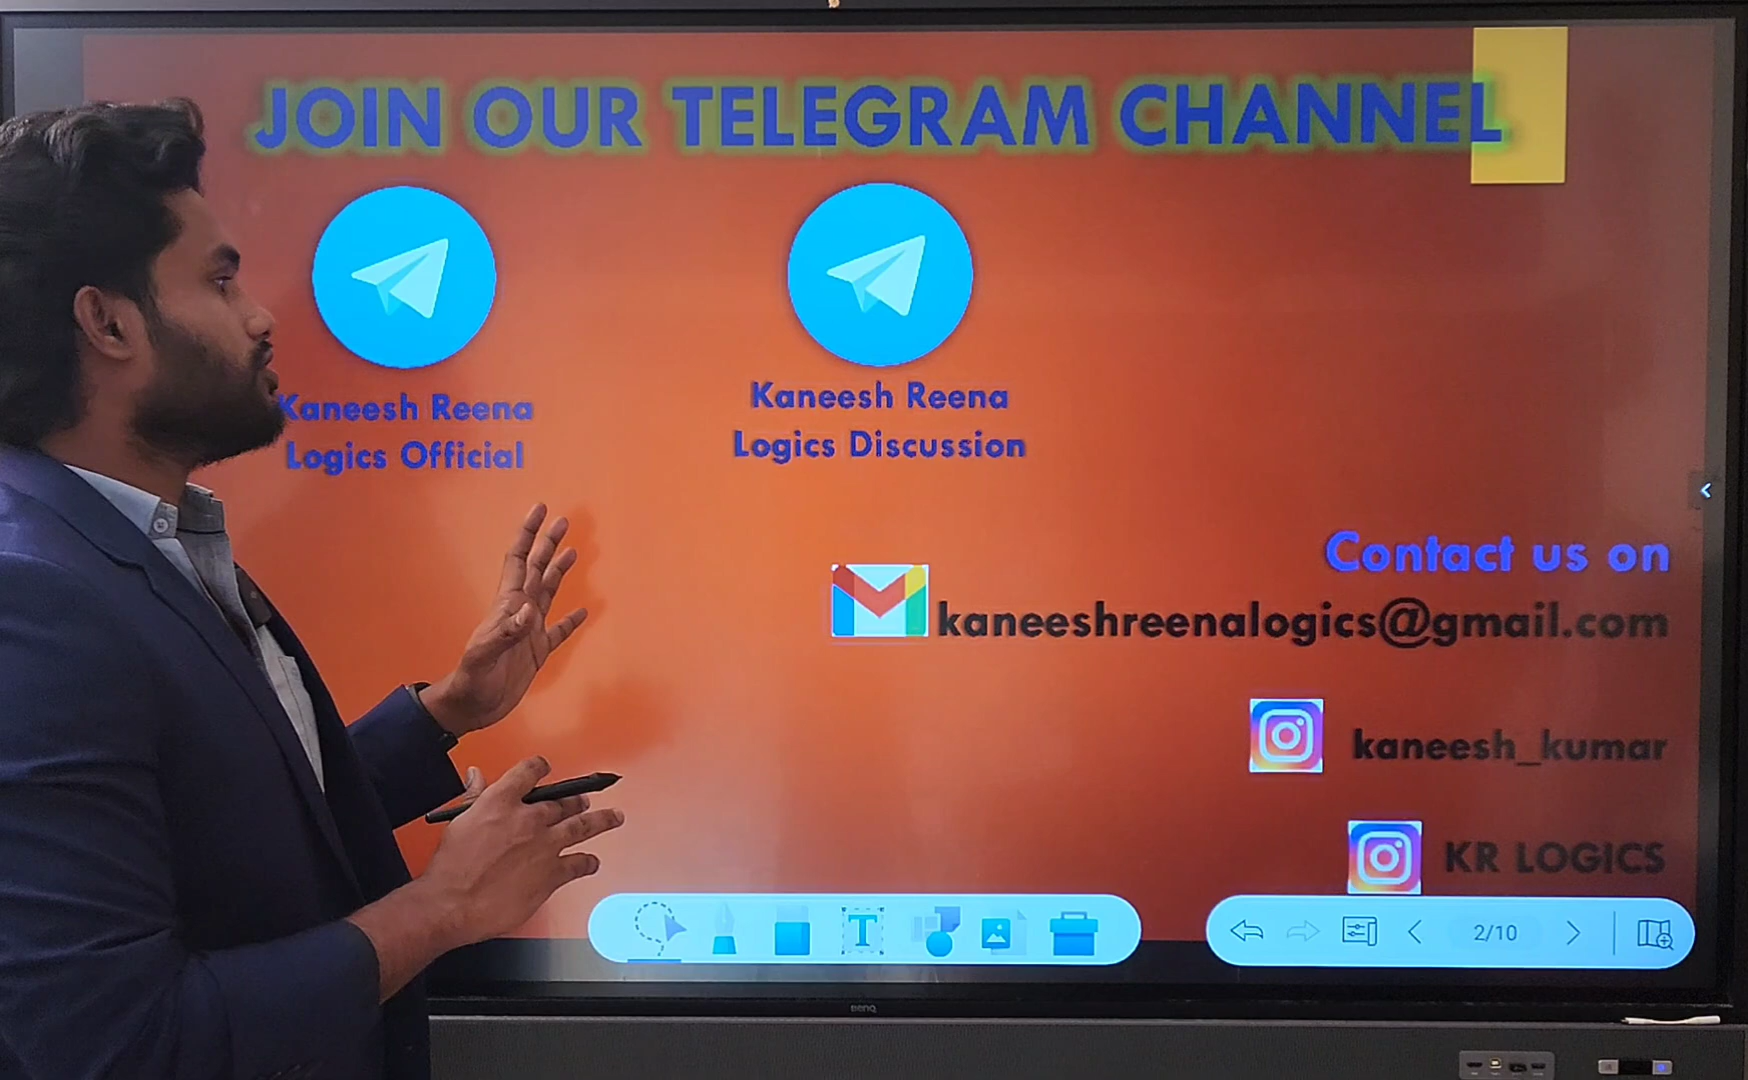 JOIN OUR TELEGRAM CHANNEL
Kaneesh Reena
Logics Official
Kaneesh Reena
Logics Discussion
Contact us on
kaneeshreenalogics@gmail.com
kaneesh_kumar
KR LOGICS
T
2/10
BenQ